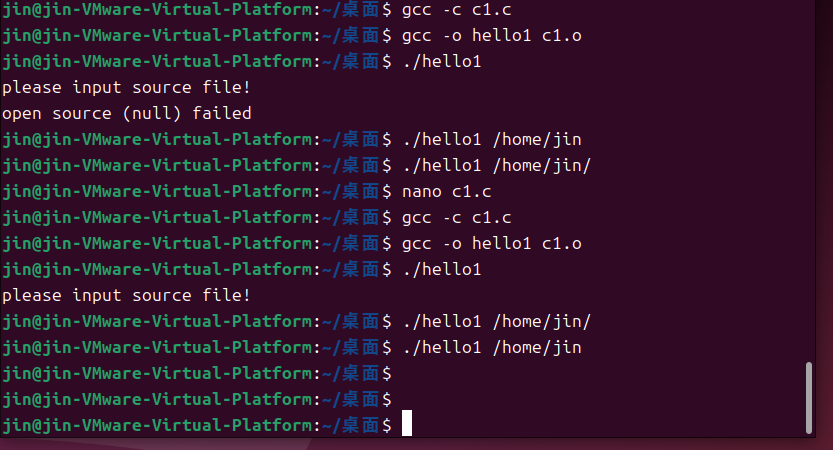 jin@jin-VMware-Virtual-Platform:~/桌面$ gcc -c c1.c
jin@jin-VMware-Virtual-Platform:~/桌面$ gcc -o hello1 c1.o
jin@jin-VMware-Virtual-Platform:~/桌面$ ./hello1
please input source file!
open source (null) failed
jin@jin-VMware-Virtual-Platform:~/桌面$ ./hello1 /home/jin
jin@jin-VMware-Virtual-Platform:~/桌面$ ./hello1 /home/jin/
jin@jin-VMware-Virtual-Platform:~/桌面$ nano c1.c
jin@jin-VMware-Virtual-Platform:~/桌面$ gcc -c c1.c
jin@jin-VMware-Virtual-Platform:~/桌面$ gcc -o hello1 c1.o
jin@jin-VMware-Virtual-Platform:~/桌面$ ./hello1
please input source file!
jin@jin-VMware-Virtual-Platform:~/桌面$ ./hello1 /home/jin/
jin@jin-VMware-Virtual-Platform:~/桌面$ ./hello1 /home/jin
jin@jin-VMware-Virtual-Platform:~/桌面$
jin@jin-VMware-Virtual-Platform:~/桌面$
jin@jin-VMware-Virtual-Platform:~/桌面$